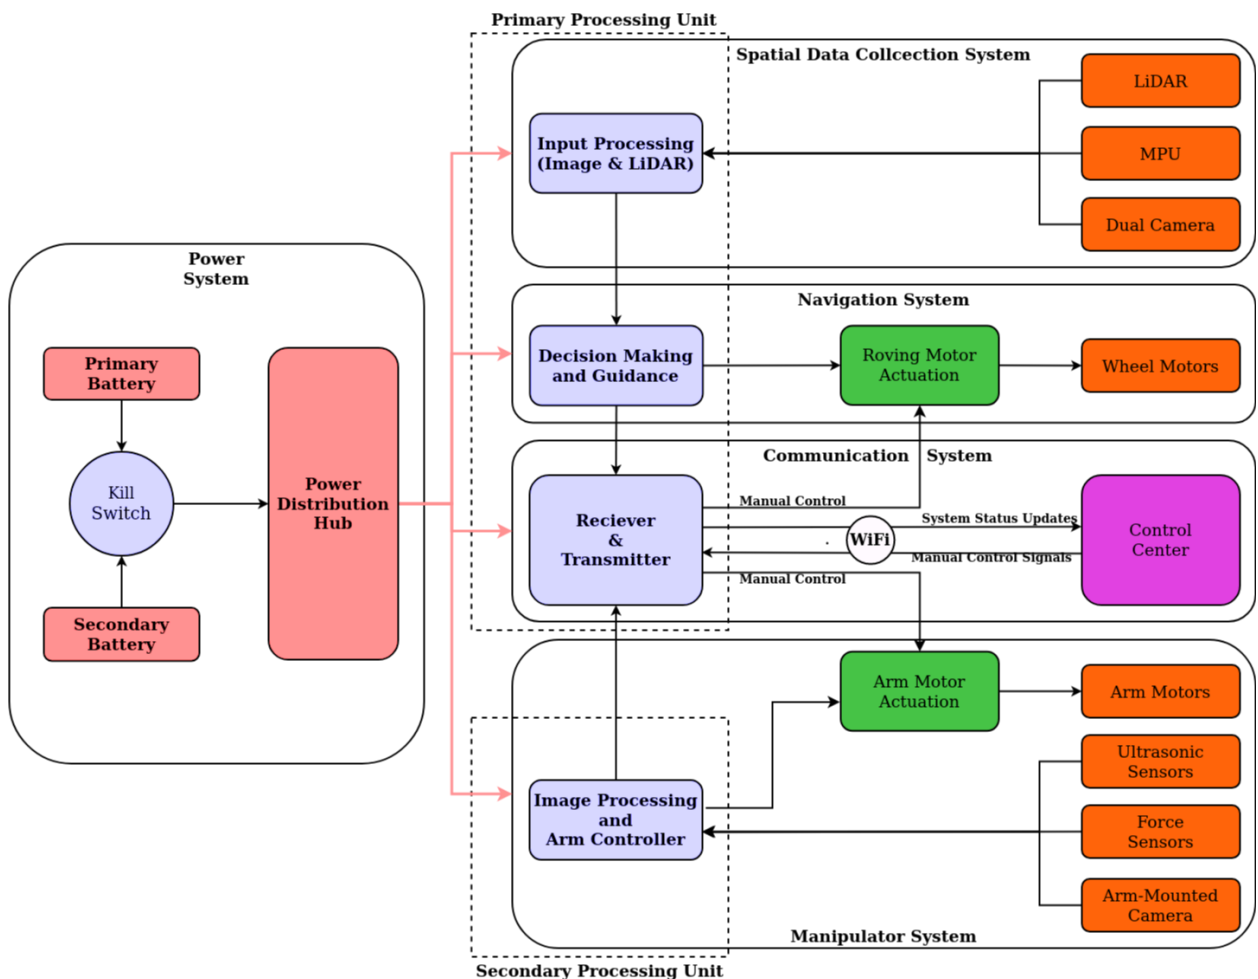 Primary Processing Unit
Spatial Data Collcection System
LiDAR
Input Processing
(Image & LiDAR)
MPU
Dual Camera
Power
System
Navigation System
Primary
Battery
Decision Making
and Guidance
Roving Motor
Actuation
Wheel Motors
Kill
Switch
Power
Distribution
Hub
Communication System
Manual Control
Reciever
&
Transmitter
System Status Updates
WiFi
Manual Control Signals
Manual Control
Control
Center
Secondary
Battery
Arm Motor
Actuation
Arm Motors
Ultrasonic
Sensors
Image Processing
and
Arm Controller
Force
Sensors
Arm-Mounted
Camera
Manipulator System
Secondary Processing Unit